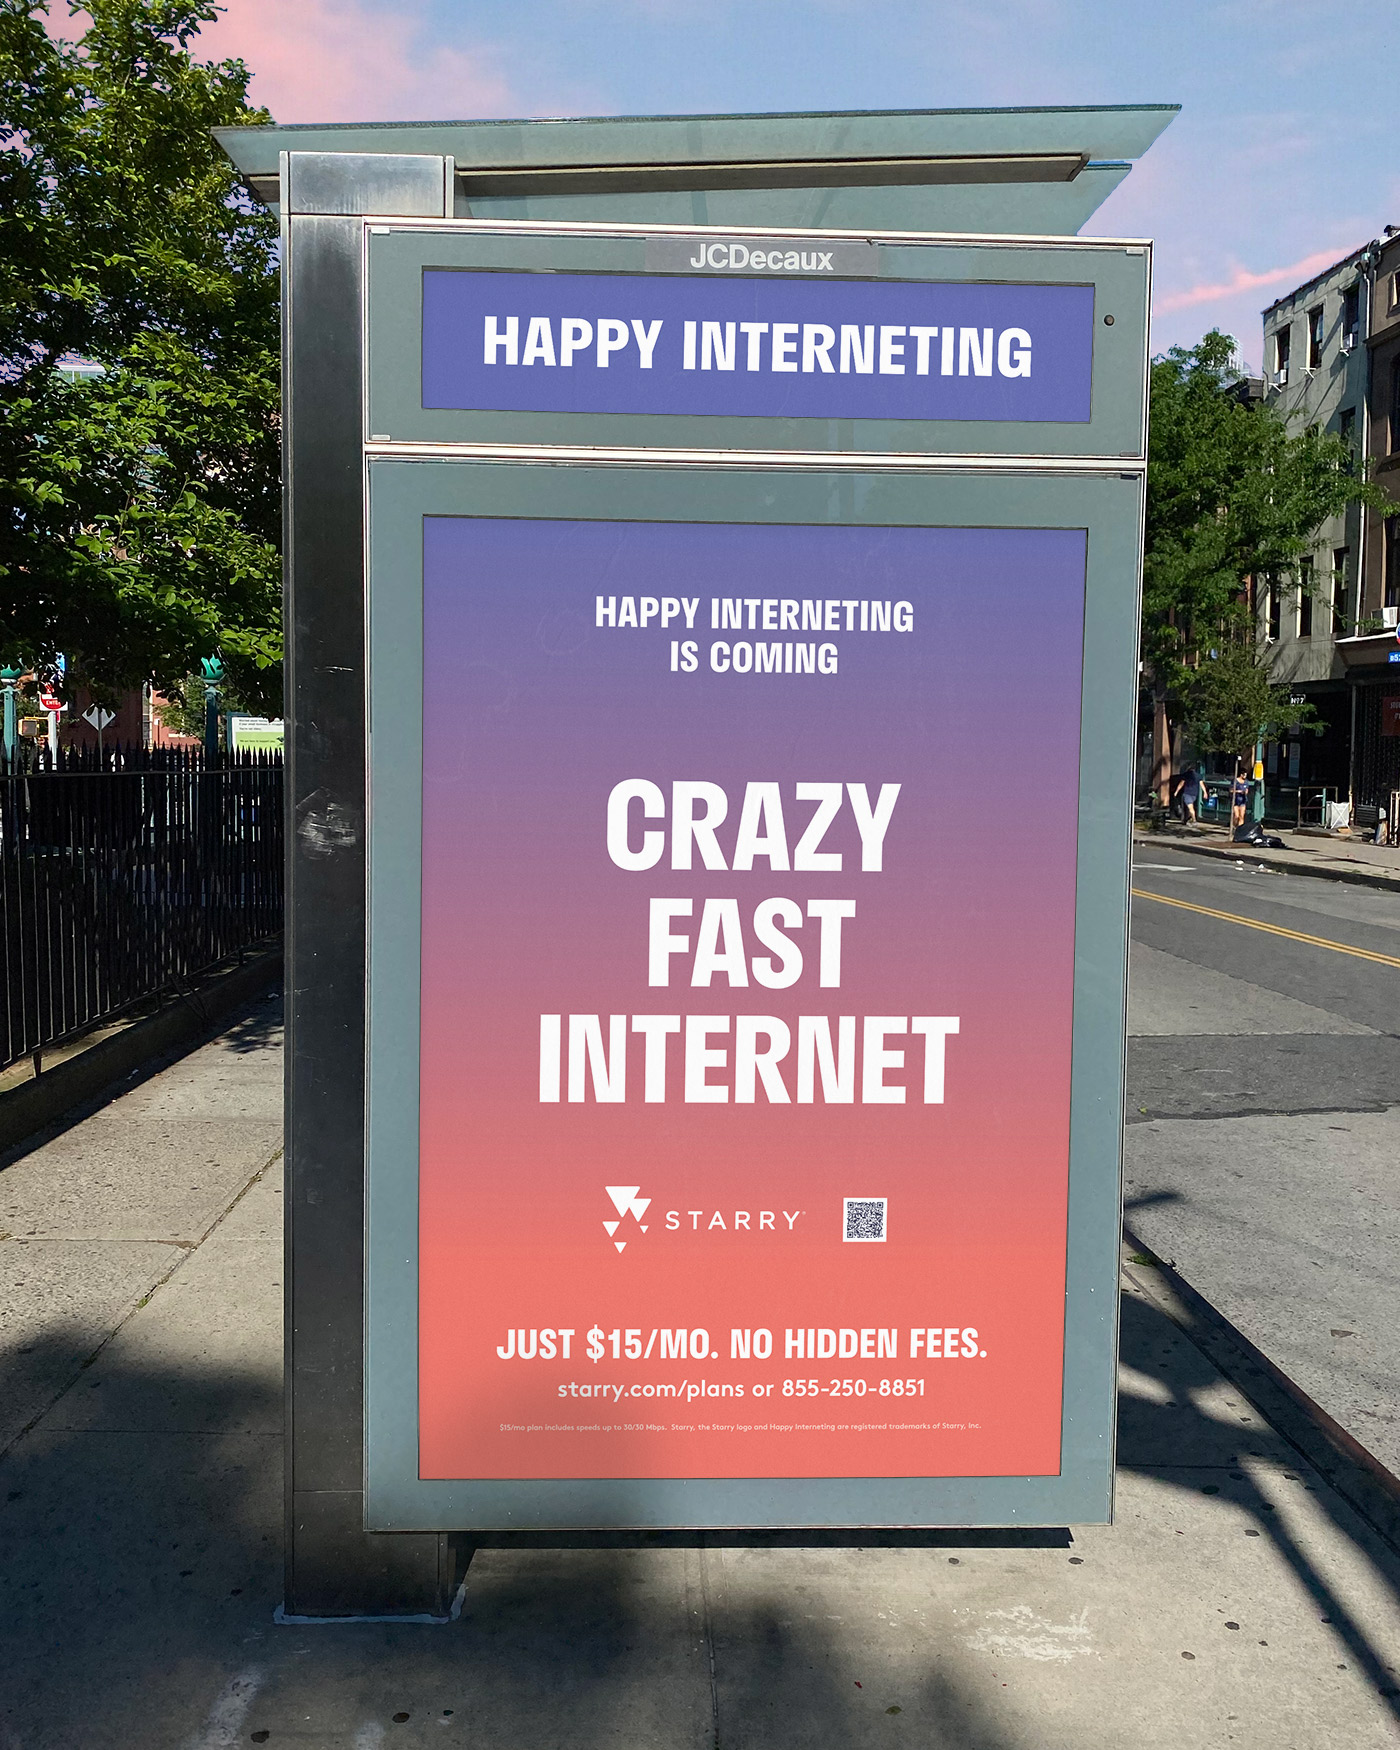 JCDecaux
HAPPY INTERNETING
HAPPY INTERNETING
IS COMING
CRAZY
FAST
INTERNET
STARRY
JUST $15/MO. NO HIDDEN FEES.
starry.com/plans or 855-250-8851
$15/mo plan includes speeds up to 30/30 Mbps. Starry, the Starry logo and Happy Interneting are registered trademarks of Starry, Inc.